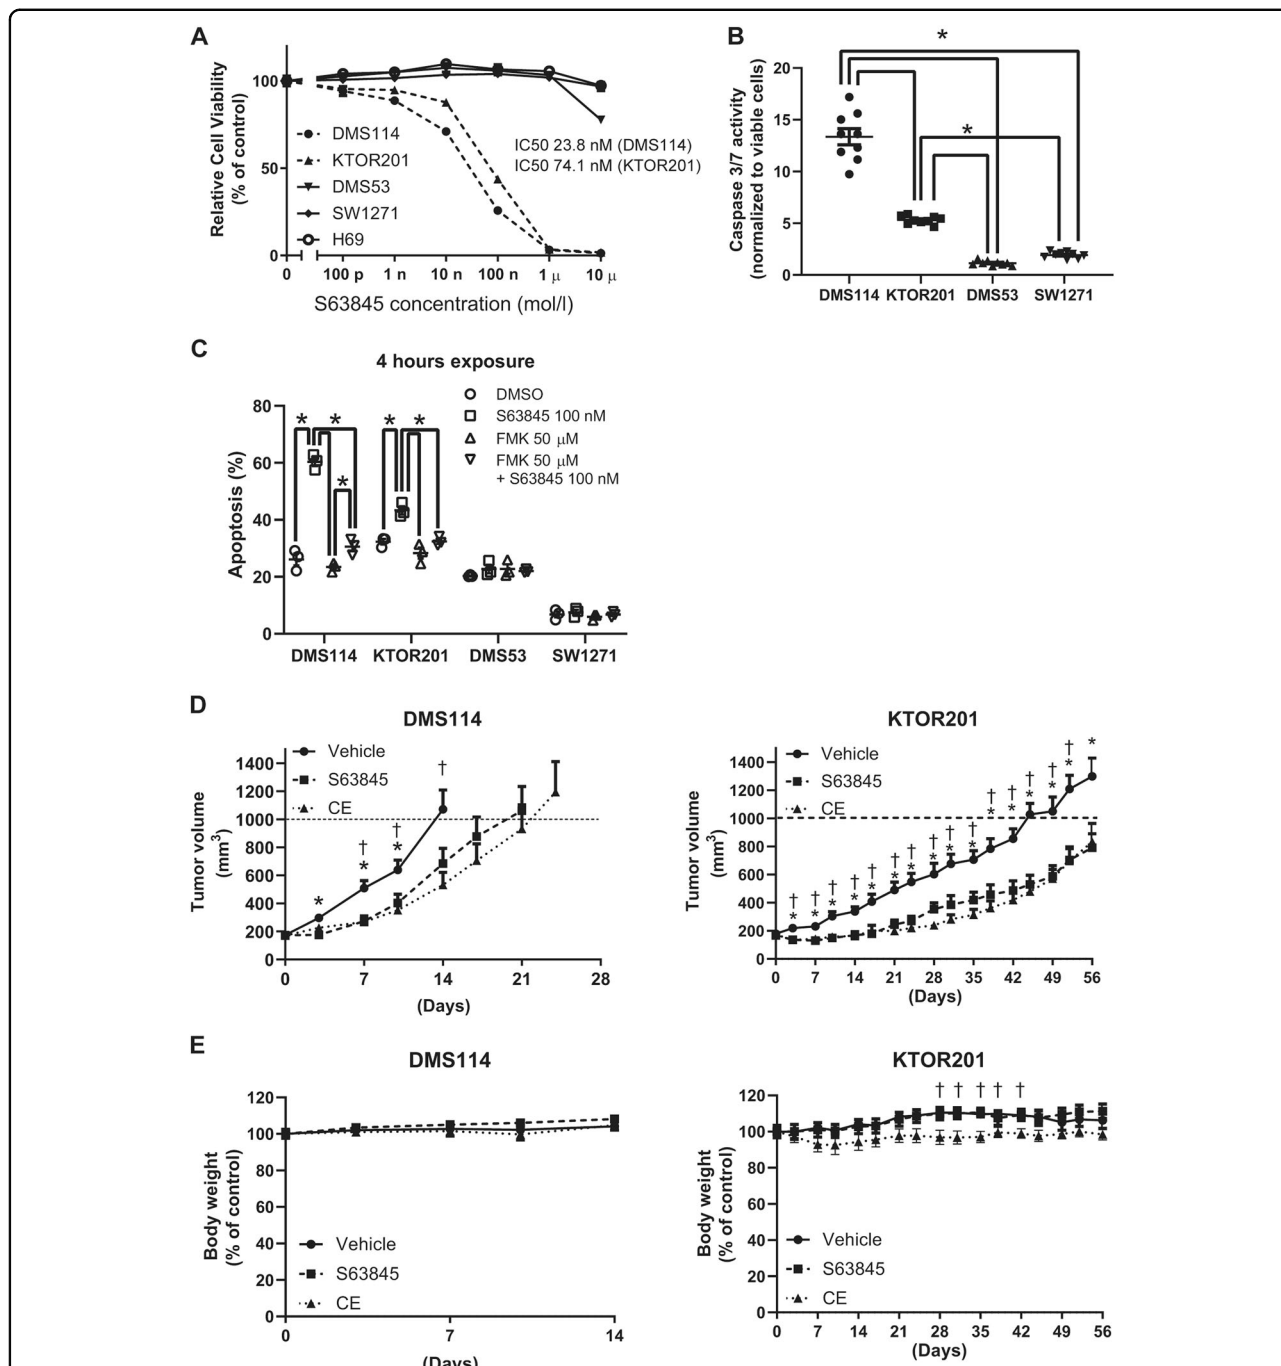 A
Relative Cell Viability
(% of control)
100
50
0
DMS114
KTOR201
DMS53
SW1271
H69
IC50 23.8 nM (DMS114)
IC50 74.1 nM (KTOR201)
0 100 p 1 n 10 n 100 n 1 μ 10 μ
S63845 concentration (mol/l)
B
Caspase 3/7 activity
(normalized to viable cells)
20
15
10
5
0
*
*
DMS114 KTOR201 DMS53 SW1271
C
4 hours exposure
Apoptosis (%)
80
60
40
20
0
* * * *
*
DMSO
S63845 100 nM
FMK 50 μM
FMK 50 μM
+ S63845 100 nM
DMS114 KTOR201 DMS53 SW1271
D
DMS114
Tumor volume
(mm³)
1400
1200
1000
800
600
400
200
0
Vehicle
S63845
CE
*
†
*
†
*
†
0 7 14 21 28
(Days)
KTOR201
Tumor volume
(mm³)
1400
1200
1000
800
600
400
200
0
Vehicle
S63845
CE
† † † † † † † † † † † † † † †
* * * * * * * * * * * * * * * *
0 7 14 21 28 35 42 49 56
(Days)
E
DMS114
Body weight
(% of control)
120
100
80
60
40
20
0
Vehicle
S63845
CE
0 7 14
(Days)
KTOR201
Body weight
(% of control)
120
100
80
60
40
20
0
† † † † †
Vehicle
S63845
CE
0 7 14 21 28 35 42 49 56
(Days)